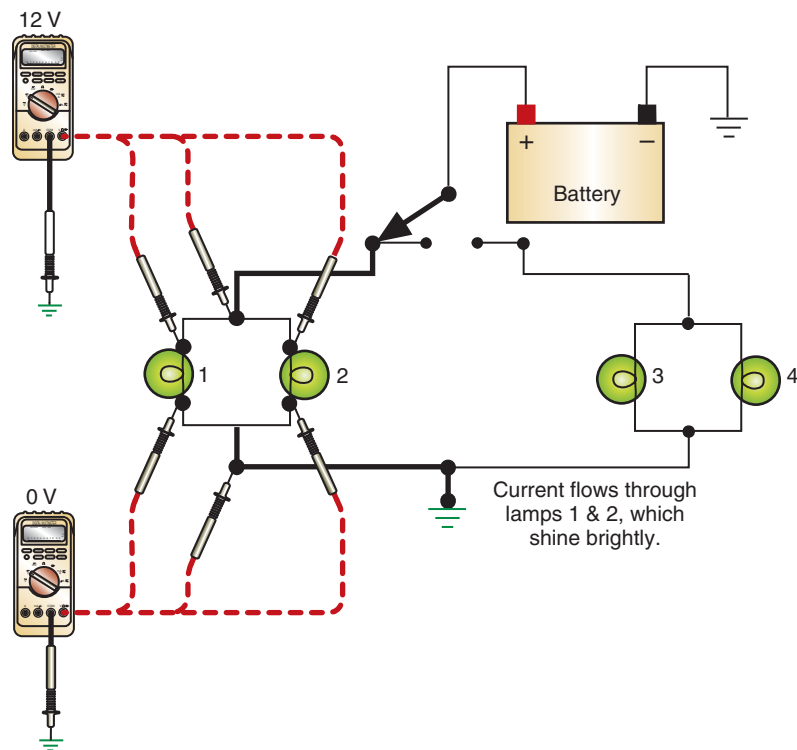 12 V
+
−
Battery
1
2
3
4
0 V
Current flows through
lamps 1 & 2, which
shine brightly.